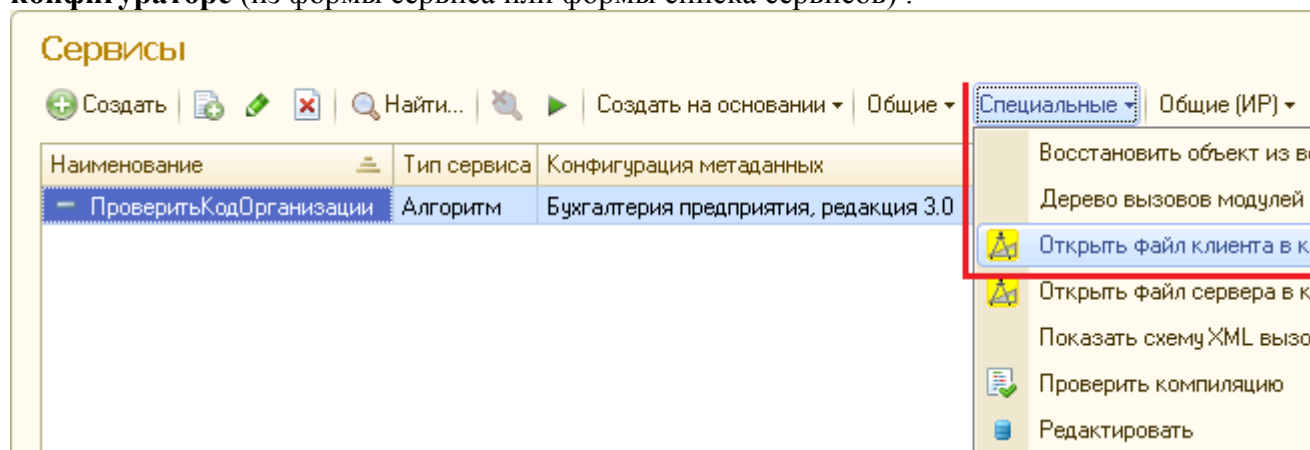 конфигураторе (из формы сервиса или формы списка сервисов) .
Сервисы
Создать Найти... Создать на основании Общие Специальные Общие (ИР)
Наименование Тип сервиса Конфигурация метаданных
ПроверитьКодОрганизации Алгоритм Бухгалтерия предприятия, редакция 3.0
Восстановить объект из
Дерево вызовов модулей
Открыть файл клиента в к
Открыть файл сервера в к
Показать схему XML вызо
Проверить компиляцию
Редактировать